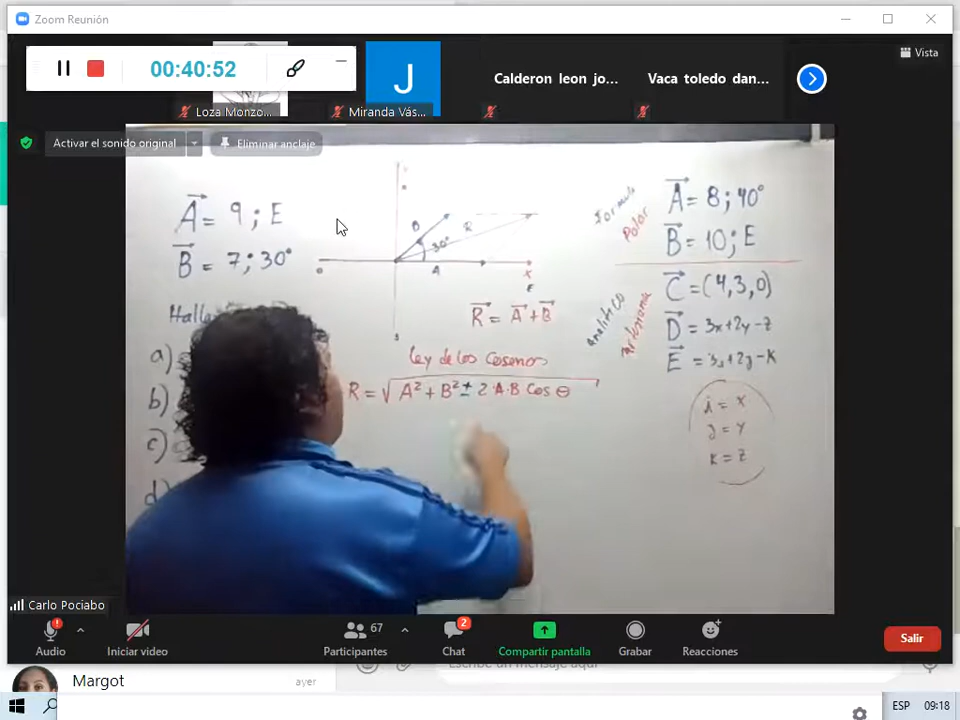 Zoom Reunión
00:40:52
J
Calderon leon jo...
Vaca toledo dan...
Vista
Loza Monzo...
Miranda Vás...
Activar el sonido original
Eliminar anclaje
A = 9 ; E
B = 7 ; 30°
Halla
a)
b)
c)
d)
B
R
30°
A
x
E
R = A + B
Ley de los Cosenos
R = √A² + B² ± 2·A·B Cos θ
Formula
Polar
A = 8; 40°
B = 10; E
Analitico
C = (4,3,0)
D = 3x+2y-z
E = 3i+2j-k
i = x
j = y
k = z
Carlo Pociabo
67
2
Audio
Iniciar video
Participantes
Chat
Compartir pantalla
Grabar
Reacciones
Salir
Escribe un mensaje aquí
Margot
ayer
ESP
09:18